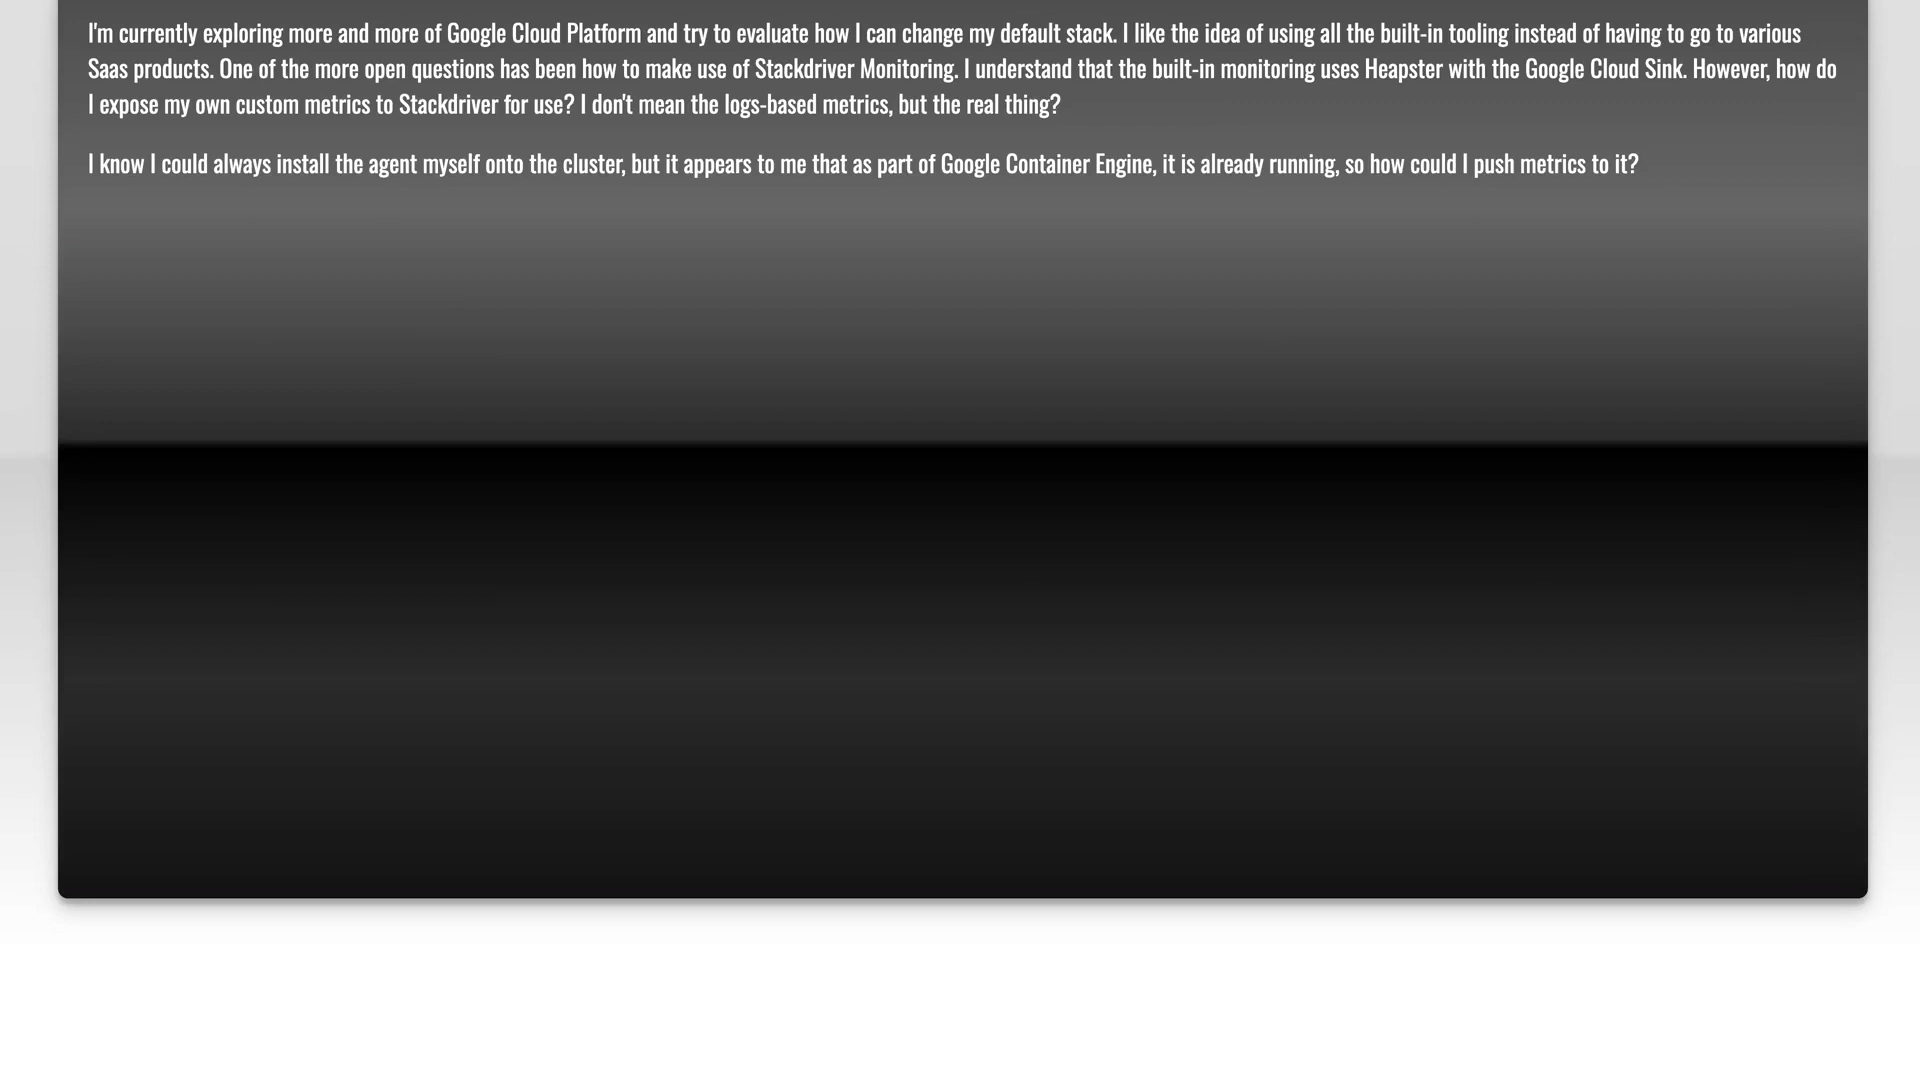 I'm currently exploring more and more of Google Cloud Platform and try to evaluate how I can change my default stack. I like the idea of using all the built-in tooling instead of having to go to various
Saas products. One of the more open questions has been how to make use of Stackdriver Monitoring. I understand that the built-in monitoring uses Heapster with the Google Cloud Sink. However, how do
I expose my own custom metrics to Stackdriver for use? I don't mean the logs-based metrics, but the real thing?
I know I could always install the agent myself onto the cluster, but it appears to me that as part of Google Container Engine, it is already running, so how could I push metrics to it?